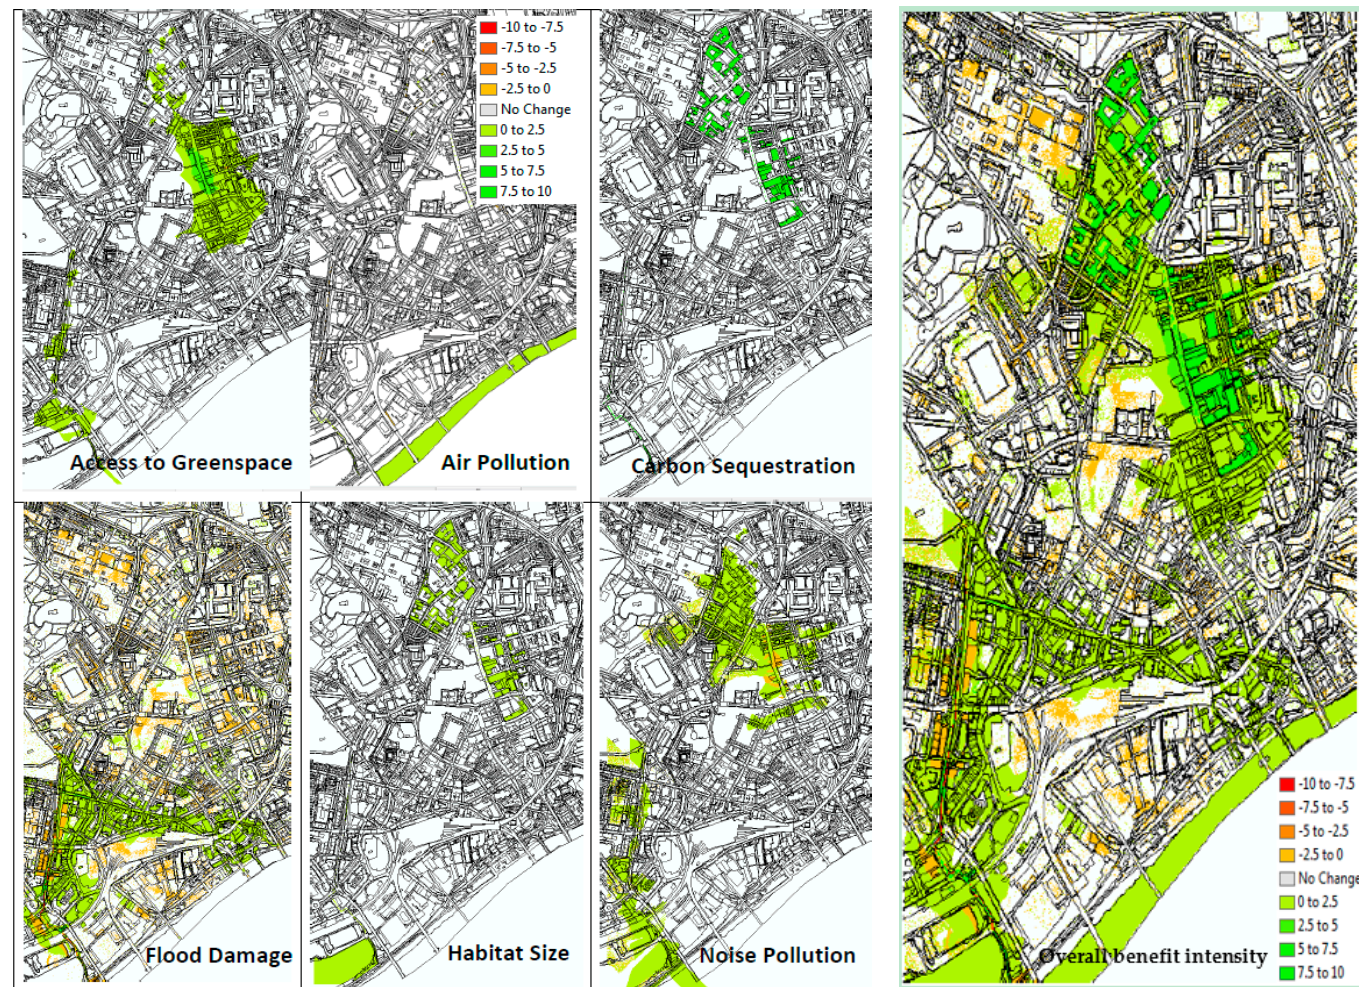 -10 to -7.5
-7.5 to -5
-5 to -2.5
-2.5 to 0
No Change
0 to 2.5
2.5 to 5
5 to 7.5
7.5 to 10
Access to Greenspace
Air Pollution
Carbon Sequestration
Flood Damage
Habitat Size
Noise Pollution
-10 to -7.5
-7.5 to -5
-5 to -2.5
-2.5 to 0
No Change
0 to 2.5
2.5 to 5
5 to 7.5
7.5 to 10
Overall benefit intensity